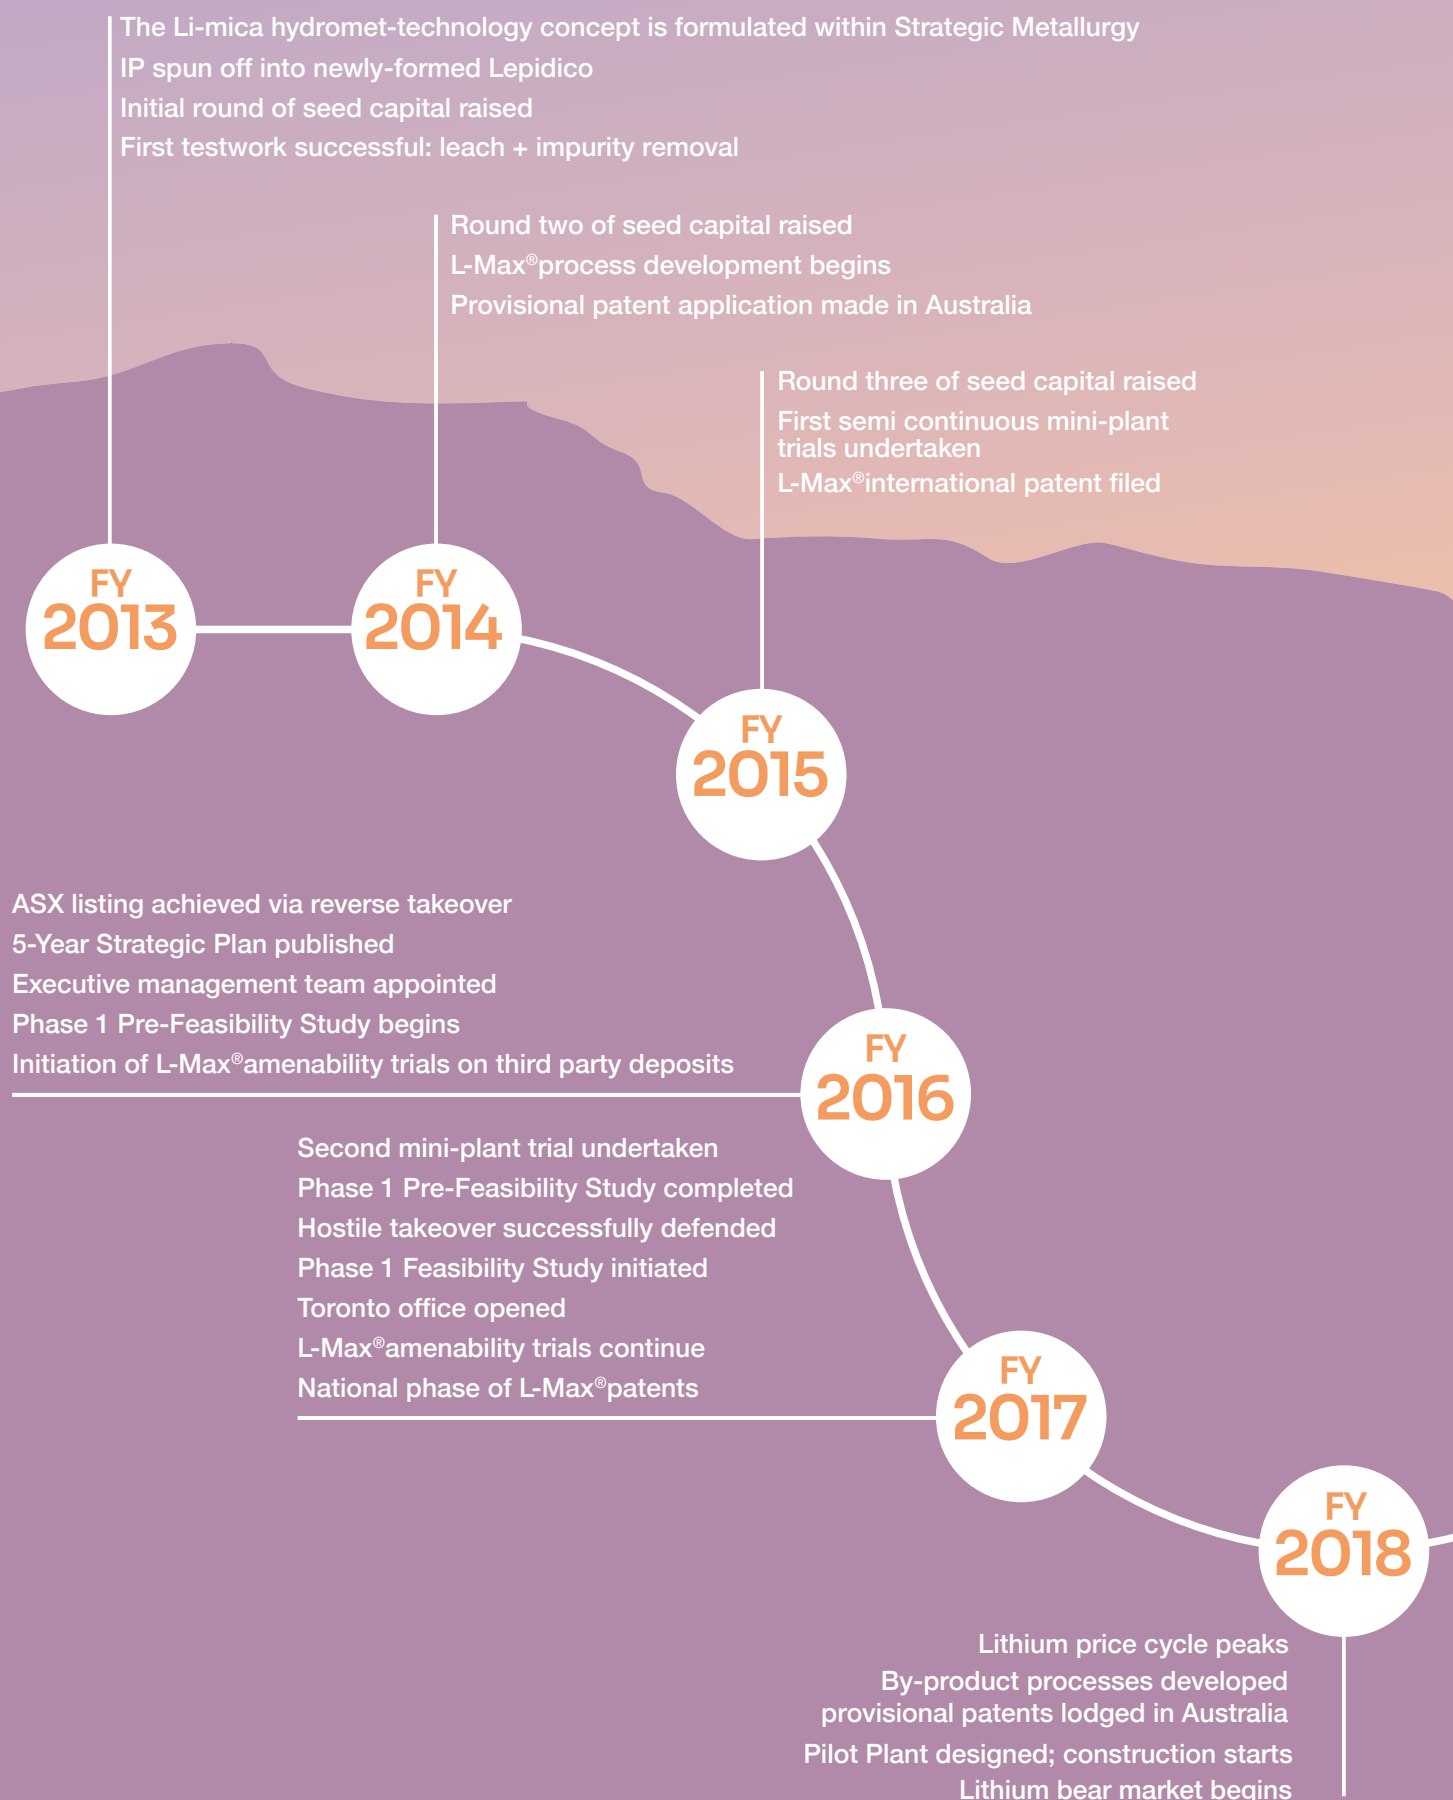 The Li-mica hydromet-technology concept is formulated within Strategic Metallurgy
IP spun off into newly-formed Lepidico
Initial round of seed capital raised
First testwork successful: leach + impurity removal
Round two of seed capital raised
L-Max®process development begins
Provisional patent application made in Australia
Round three of seed capital raised
First semi continuous mini-plant
trials undertaken
L-Max®international patent filed
FY
2013
FY
2014
FY
2015
ASX listing achieved via reverse takeover
5-Year Strategic Plan published
Executive management team appointed
Phase 1 Pre-Feasibility Study begins
Initiation of L-Max®amenability trials on third party deposits
FY
2016
Second mini-plant trial undertaken
Phase 1 Pre-Feasibility Study completed
Hostile takeover successfully defended
Phase 1 Feasibility Study initiated
Toronto office opened
L-Max®amenability trials continue
National phase of L-Max®patents
FY
2017
FY
2018
Lithium price cycle peaks
By-product processes developed
provisional patents lodged in Australia
Pilot Plant designed; construction starts
Lithium bear market begins